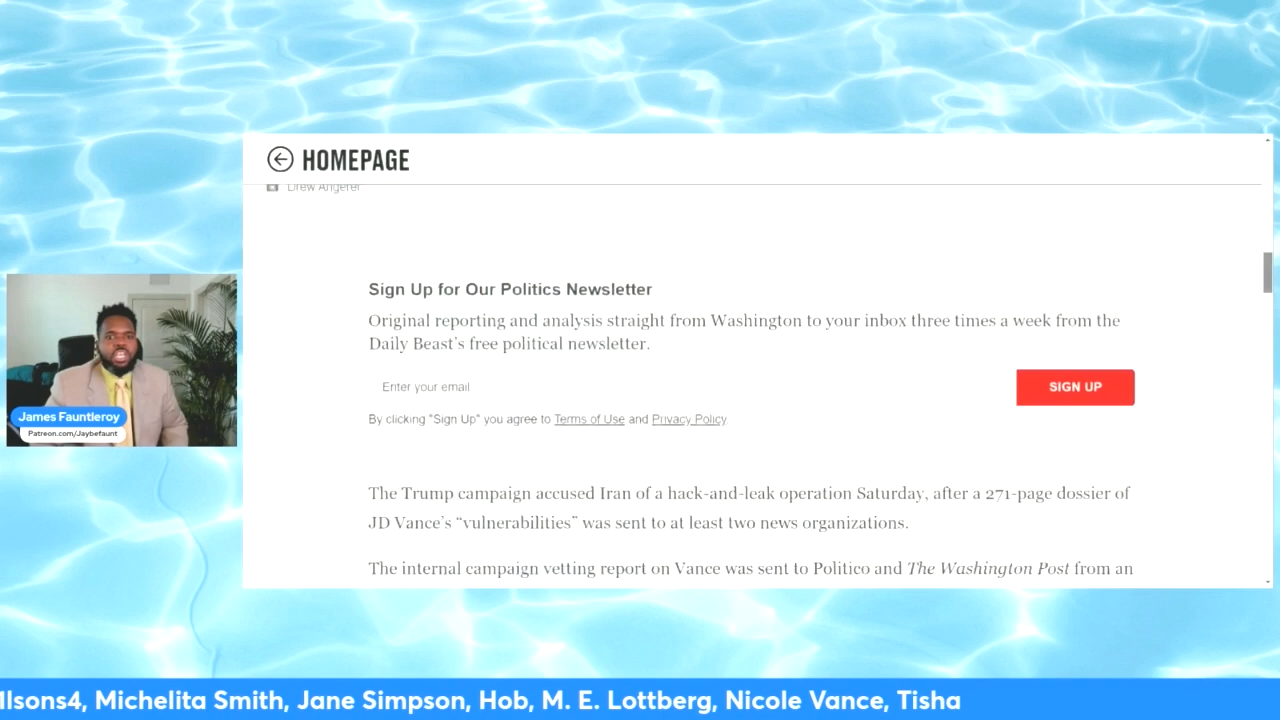 HOMEPAGE
Drew Angerer
Sign Up for Our Politics Newsletter
Original reporting and analysis straight from Washington to your inbox three times a week from the
Daily Beast's free political newsletter.
Enter your email
SIGN UP
By clicking "Sign Up" you agree to Terms of Use and Privacy Policy
The Trump campaign accused Iran of a hack-and-leak operation Saturday, after a 271-page dossier of
JD Vance's “vulnerabilities” was sent to at least two news organizations.
The internal campaign vetting report on Vance was sent to Politico and The Washington Post from an
James Fauntleroy
Patreon.com/Jaybefaunt
lsons4, Michelita Smith, Jane Simpson, Hob, M. E. Lottberg, Nicole Vance, Tisha